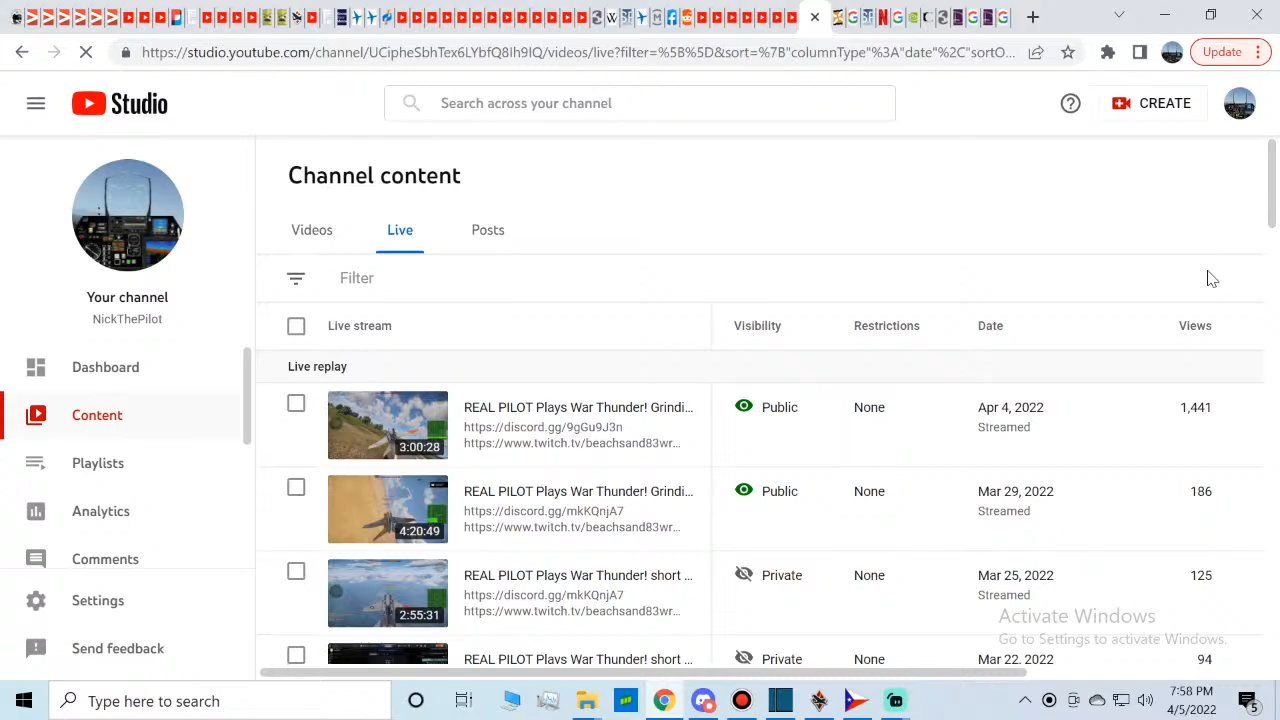 https://studio.youtube.com/channel/UCipheSbhTex6LYhfQ8Ih9IQ/videos/live?filter=%5B%5D&sort=%7B"columnType"%3A"date"%2C"sortO...
Update
Studio
Search across your channel
CREATE
Channel content
Videos
Live
Posts
Your channel
NickThePilot
Filter
Live stream
Visibility
Restrictions
Date
Views
Live replay
Dashboard
Content
Playlists
Analytics
Comments
Settings
Send feedback
REAL PILOT Plays War Thunder! Grindi...
https://discord.gg/9gGu9J3n
https://www.twitch.tv/beachsand83wr...
3:00:28
Public
None
Apr 4, 2022
Streamed
1,441
REAL PILOT Plays War Thunder! Grindi...
https://discord.gg/mkKQnjA7
https://www.twitch.tv/beachsand83wr...
4:20:49
Public
None
Mar 29, 2022
Streamed
186
REAL PILOT Plays War Thunder! short ...
https://discord.gg/mkKQnjA7
https://www.twitch.tv/beachsand83wr...
2:55:31
Private
None
Mar 25, 2022
Streamed
125
REAL PILOT Plays War Thunder! short ...
Private
None
Mar 22, 2022
Activate Windows
Go to Settings to activate Windows.
Type here to search
7:58 PM
4/5/2022
5